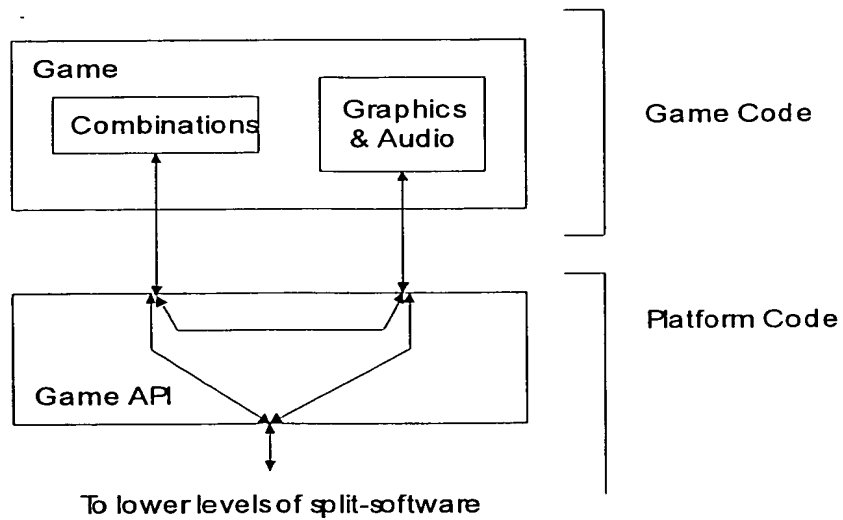 Game
Combinations
Graphics
& Audio
Game Code
Platform Code
Game API
To lower levels of split-software